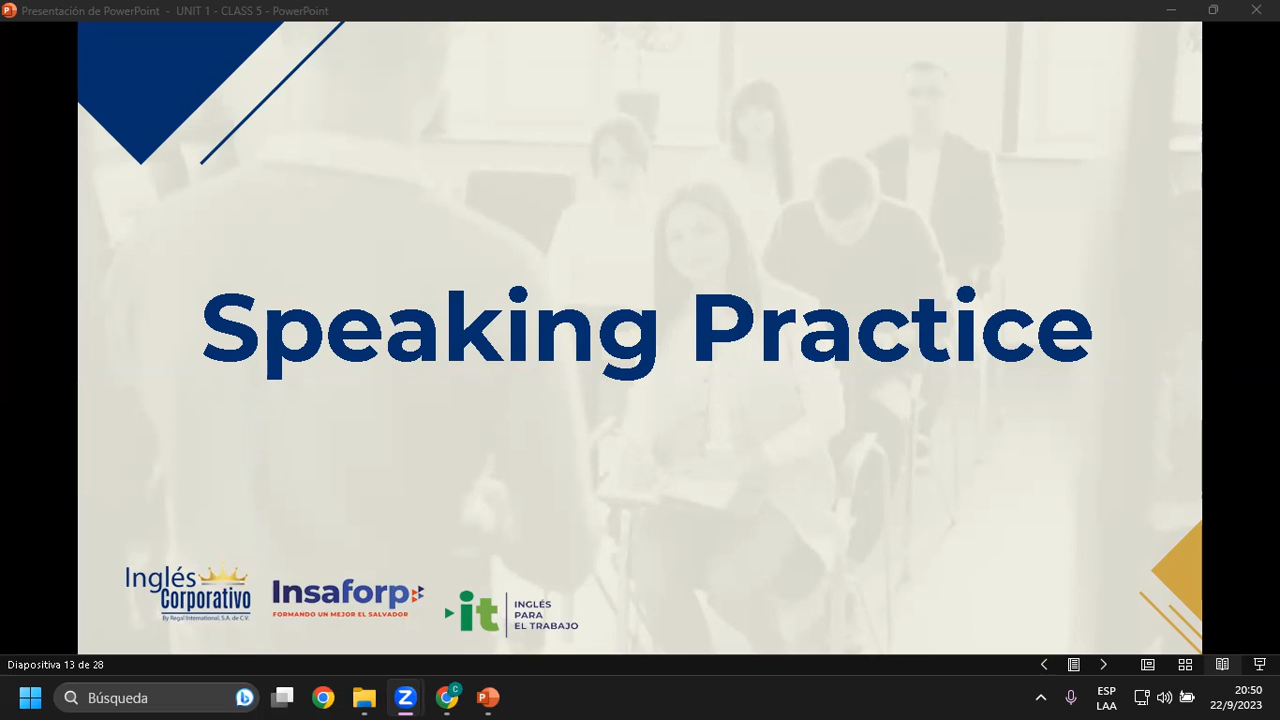 Presentación de PowerPoint - UNIT 1 - CLASS 5 - PowerPoint
Speaking Practice
Inglés
Corporativo
By Regal International, S.A. de C.V.
Insaforp
FORMANDO UN MEJOR EL SALVADOR
it
INGLÉS
PARA
EL TRABAJO
Diapositiva 13 de 28
Búsqueda
C
ESP
LAA
20:50
22/9/2023